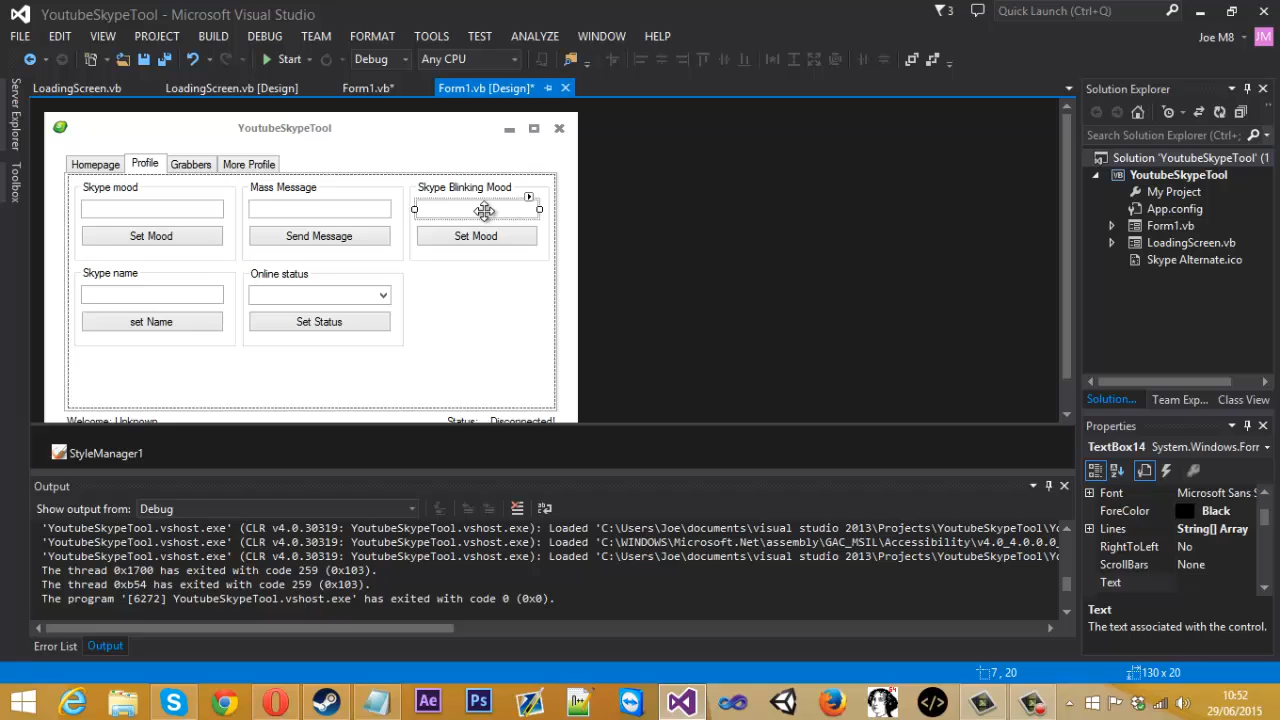 YoutubeSkypeTool - Microsoft Visual Studio
3
Quick Launch (Ctrl+Q)
FILE EDIT VIEW PROJECT BUILD DEBUG TEAM FORMAT TOOLS TEST ANALYZE WINDOW HELP
Joe M8 JM
Start Debug Any CPU
LoadingScreen.vb LoadingScreen.vb [Design] Form1.vb* Form1.vb [Design]*
Server Explorer
Toolbox
YoutubeSkypeTool
Homepage Profile Grabbers More Profile
Skype mood Mass Message Skype Blinking Mood
Set Mood Send Message Set Mood
Skype name Online status
set Name Set Status
Welcome: Unknown Status: Disconnected!
StyleManager1
Solution Explorer
Search Solution Explorer (Ctrl+;
Solution 'YoutubeSkypeTool' (1
VB YoutubeSkypeTool
My Project
App.config
Form1.vb
LoadingScreen.vb
Skype Alternate.ico
Solution... Team Exp... Class View
Properties
TextBox14 System.Windows.Forr
Font Microsoft Sans S
ForeColor Black
Lines String[] Array
RightToLeft No
ScrollBars None
Text
Text
The text associated with the control.
Output
Show output from: Debug
'YoutubeSkypeTool.vshost.exe' (CLR v4.0.30319: YoutubeSkypeTool.vshost.exe): Loaded 'C:\Users\Joe\documents\visual studio 2013\Projects\YoutubeSkypeTool\Yo
'YoutubeSkypeTool.vshost.exe' (CLR v4.0.30319: YoutubeSkypeTool.vshost.exe): Loaded 'C:\WINDOWS\Microsoft.Net\assembly\GAC_MSIL\Accessibility\v4.0_4.0.0.0_
'YoutubeSkypeTool.vshost.exe' (CLR v4.0.30319: YoutubeSkypeTool.vshost.exe): Loaded 'C:\Users\Joe\documents\visual studio 2013\Projects\YoutubeSkypeTool\Yo
The thread 0x1700 has exited with code 259 (0x103).
The thread 0xb54 has exited with code 259 (0x103).
The program '[6272] YoutubeSkypeTool.vshost.exe' has exited with code 0 (0x0).
Error List Output
7 , 20 130 x 20
Ae Ps
10:52
29/06/2015